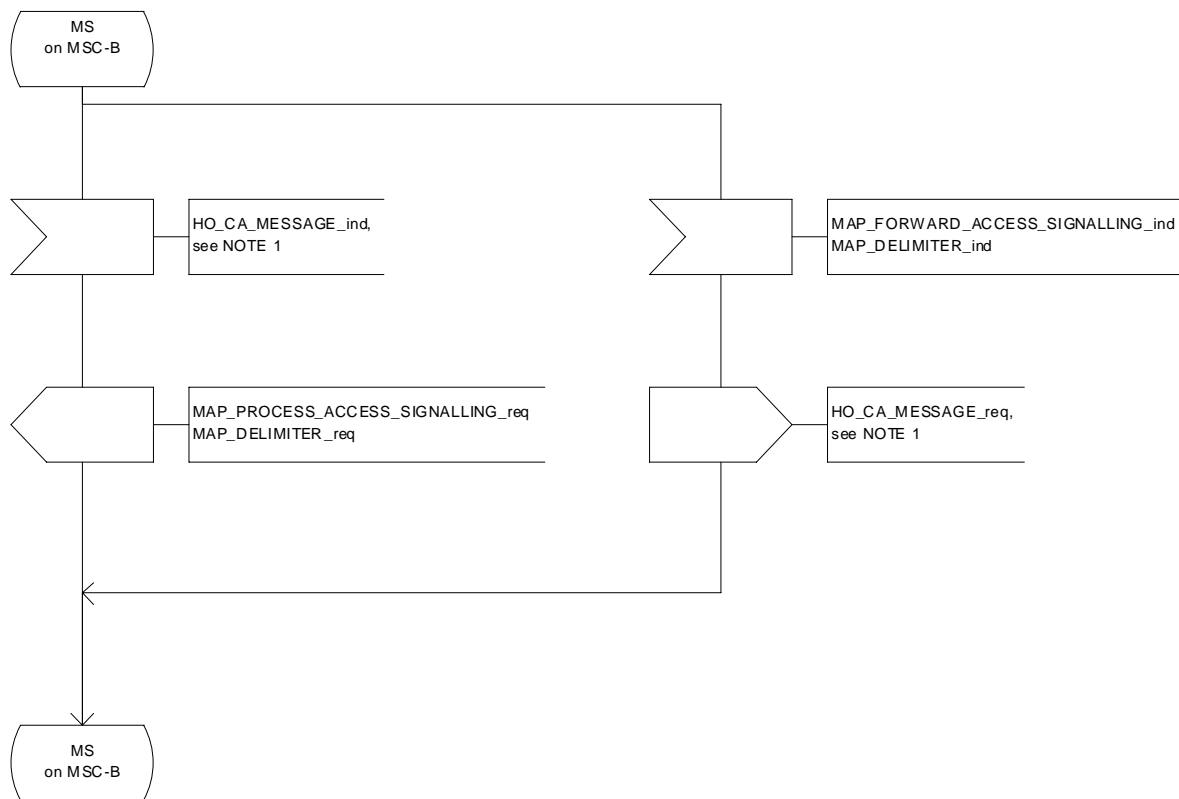 MS
on MSC-B
HO_CA_MESSAGE_ind,
see NOTE 1
MAP_FORWARD_ACCESS_SIGNALLING_ind
MAP_DELIMITER_ind
MAP_PROCESS_ACCESS_SIGNALLING_req
MAP_DELIMITER_req
HO_CA_MESSAGE_req,
see NOTE 1
MS
on MSC-B